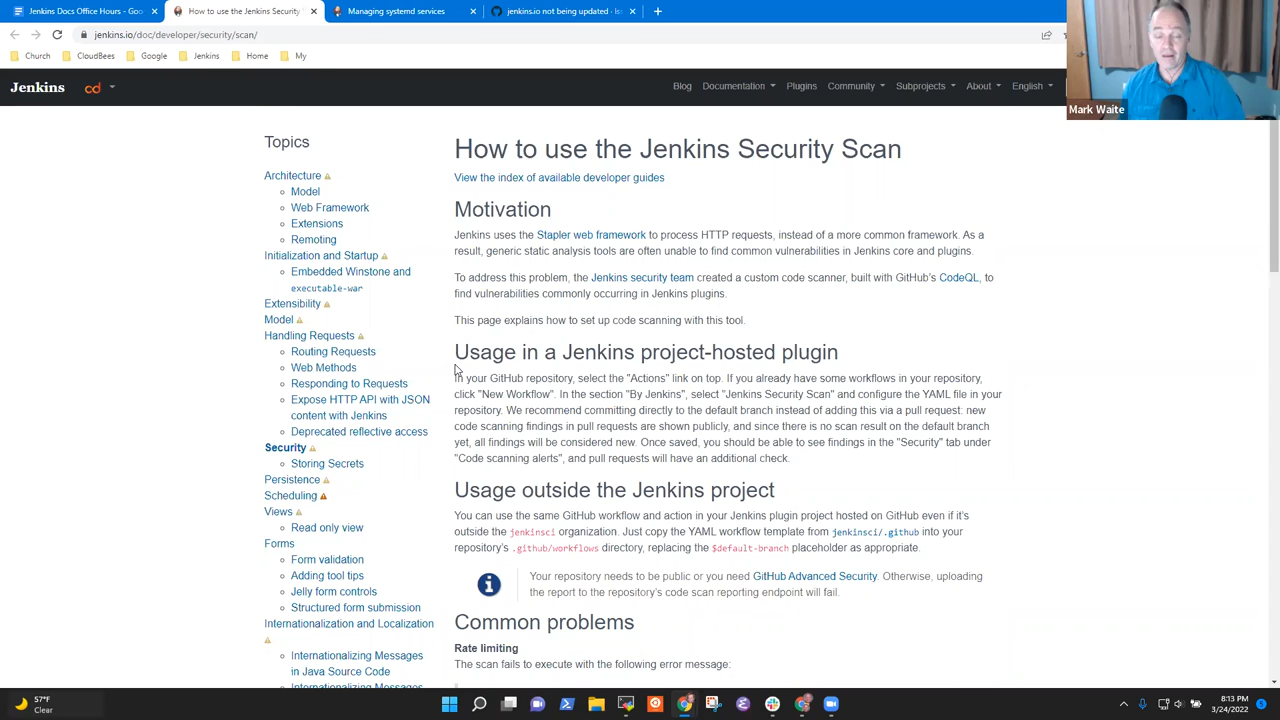 Jenkins Docs Office Hours - Goo
How to use the Jenkins Security
Managing systemd services
jenkins.io not being updated · Iss
jenkins.io/doc/developer/security/scan/
Church
CloudBees
Google
Jenkins
Home
My
Mark Waite
Jenkins
cd
Blog
Documentation
Plugins
Community
Subprojects
About
English
Topics
Architecture
Model
Web Framework
Extensions
Remoting
Initialization and Startup
Embedded Winstone and
executable-war
Extensibility
Model
Handling Requests
Routing Requests
Web Methods
Responding to Requests
Expose HTTP API with JSON
content with Jenkins
Deprecated reflective access
Security
Storing Secrets
Persistence
Scheduling
Views
Read only view
Forms
Form validation
Adding tool tips
Jelly form controls
Structured form submission
Internationalization and Localization
Internationalizing Messages
in Java Source Code
Internationalizing Messages
How to use the Jenkins Security Scan
View the index of available developer guides
Motivation
Jenkins uses the Stapler web framework to process HTTP requests, instead of a more common framework. As a
result, generic static analysis tools are often unable to find common vulnerabilities in Jenkins core and plugins.
To address this problem, the Jenkins security team created a custom code scanner, built with GitHub's CodeQL, to
find vulnerabilities commonly occurring in Jenkins plugins.
This page explains how to set up code scanning with this tool.
Usage in a Jenkins project-hosted plugin
In your GitHub repository, select the "Actions" link on top. If you already have some workflows in your repository,
click "New Workflow". In the section "By Jenkins", select "Jenkins Security Scan" and configure the YAML file in your
repository. We recommend committing directly to the default branch instead of adding this via a pull request: new
code scanning findings in pull requests are shown publicly, and since there is no scan result on the default branch
yet, all findings will be considered new. Once saved, you should be able to see findings in the "Security" tab under
"Code scanning alerts", and pull requests will have an additional check.
Usage outside the Jenkins project
You can use the same GitHub workflow and action in your Jenkins plugin project hosted on GitHub even if it's
outside the jenkinsci organization. Just copy the YAML workflow template from jenkinsci/.github into your
repository's .github/workflows directory, replacing the $default-branch placeholder as appropriate.
Your repository needs to be public or you need GitHub Advanced Security. Otherwise, uploading
the report to the repository's code scan reporting endpoint will fail.
Common problems
Rate limiting
The scan fails to execute with the following error message:
57°F
Clear
8:13 PM
3/24/2022